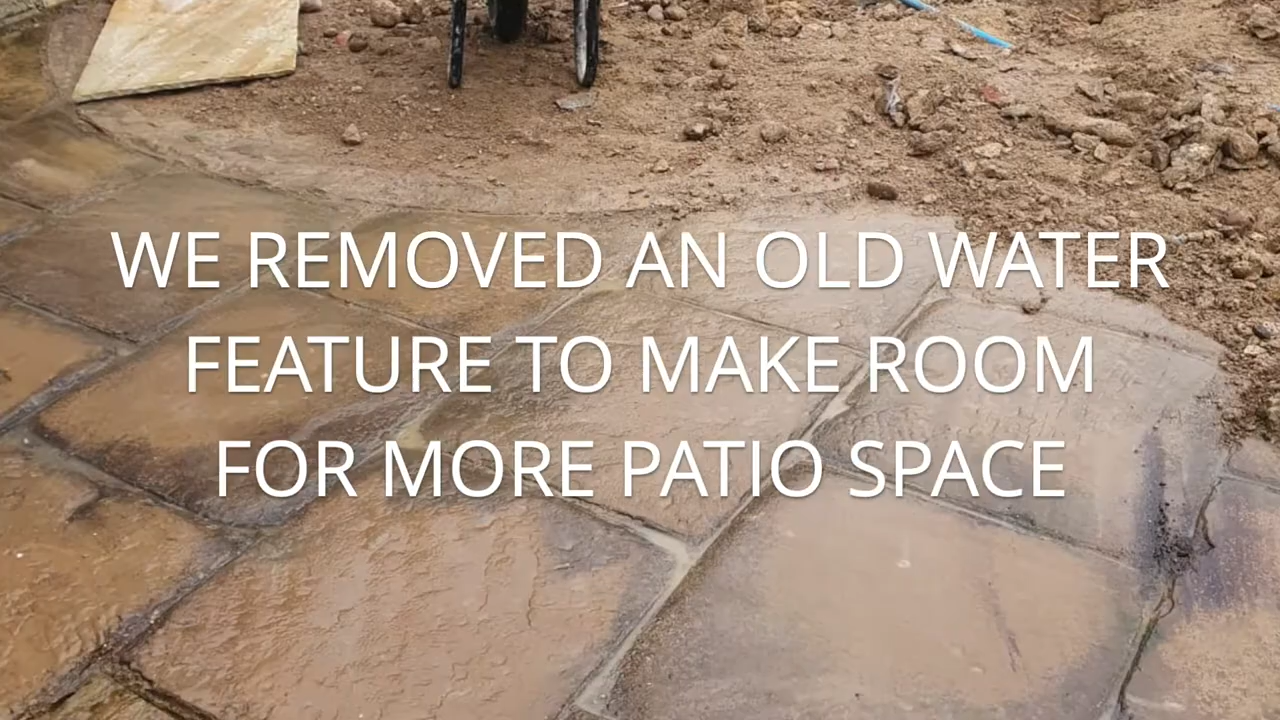 WE REMOVED AN OLD WATER
FEATURE TO MAKE ROOM
FOR MORE PATIO SPACE